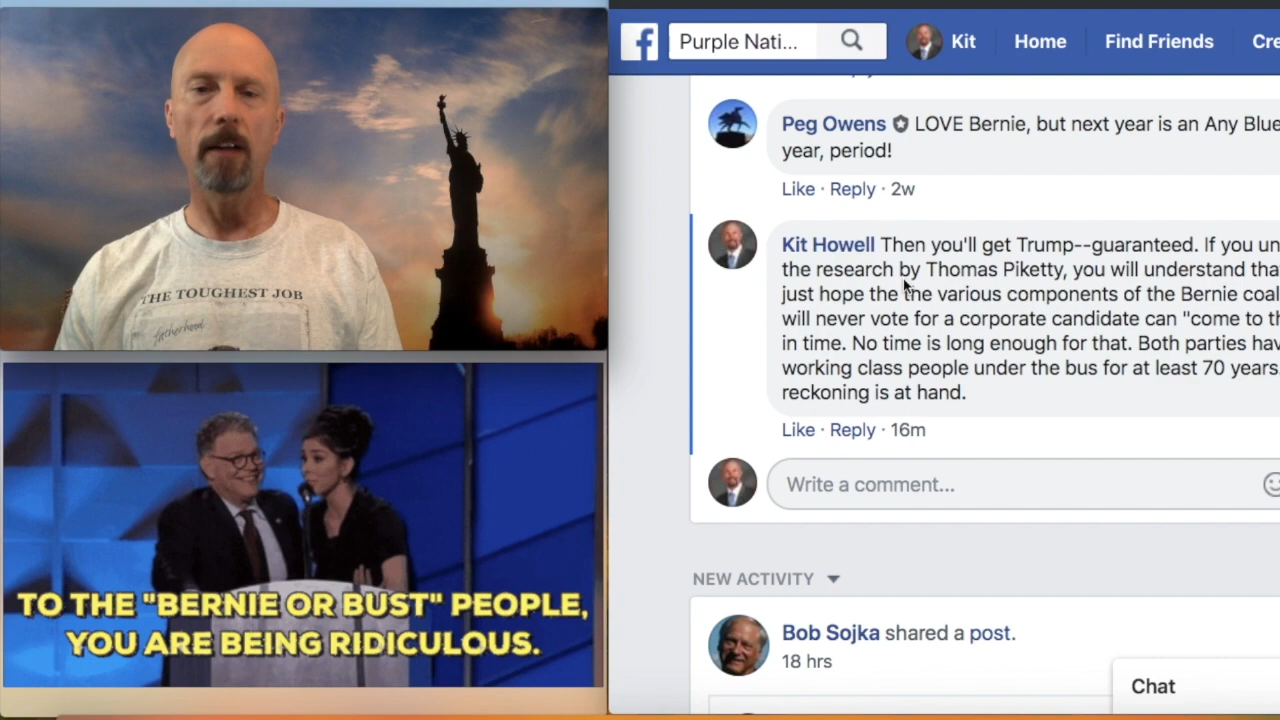 THE TOUGHEST JOB
fatherhood
TO THE "BERNIE OR BUST" PEOPLE,
YOU ARE BEING RIDICULOUS.
f
Purple Nati...
Kit
Home
Find Friends
Cre
Peg Owens LOVE Bernie, but next year is an Any Blue
year, period!
Like · Reply · 2w
Kit Howell Then you'll get Trump--guaranteed. If you un
the research by Thomas Piketty, you will understand tha
just hope the the various components of the Bernie coal
will never vote for a corporate candidate can "come to th
in time. No time is long enough for that. Both parties hav
working class people under the bus for at least 70 years.
reckoning is at hand.
Like · Reply · 16m
Write a comment...
NEW ACTIVITY
Bob Sojka shared a post.
18 hrs
Chat